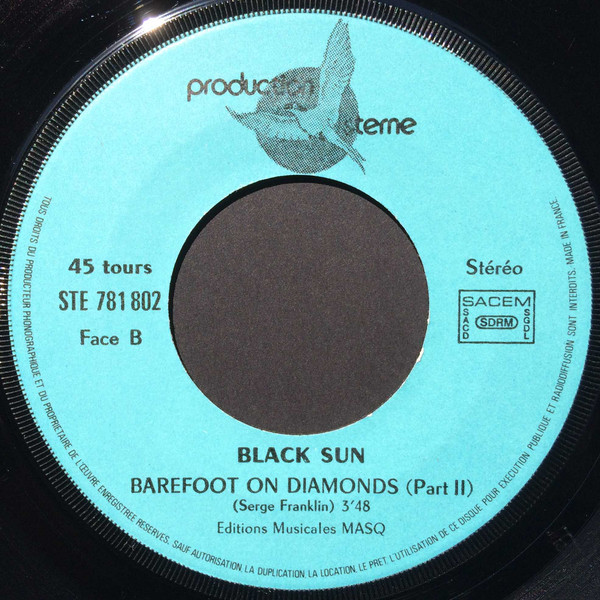 production
sterne
45 tours
STE 781 802
Face B
Stéréo
SACEM
SACD
SDRM
SGDL
BLACK SUN
BAREFOOT ON DIAMONDS (Part II)
(Serge Franklin) 3'48
Editions Musicales MASQ
TOUS DROITS DU PRODUCTEUR PHONOGRAPHIQUE ET DU PROPRIETAIRE DE L'ŒUVRE ENREGISTREE RESERVES. SAUF AUTORISATION, LA DUPLICATION, LA LOCATION, LE PRET, L'UTILISATION DE CE DISQUE POUR EXECUTION PUBLIQUE ET RADIODIFFUSION SONT INTERDITS. MADE IN FRANCE.